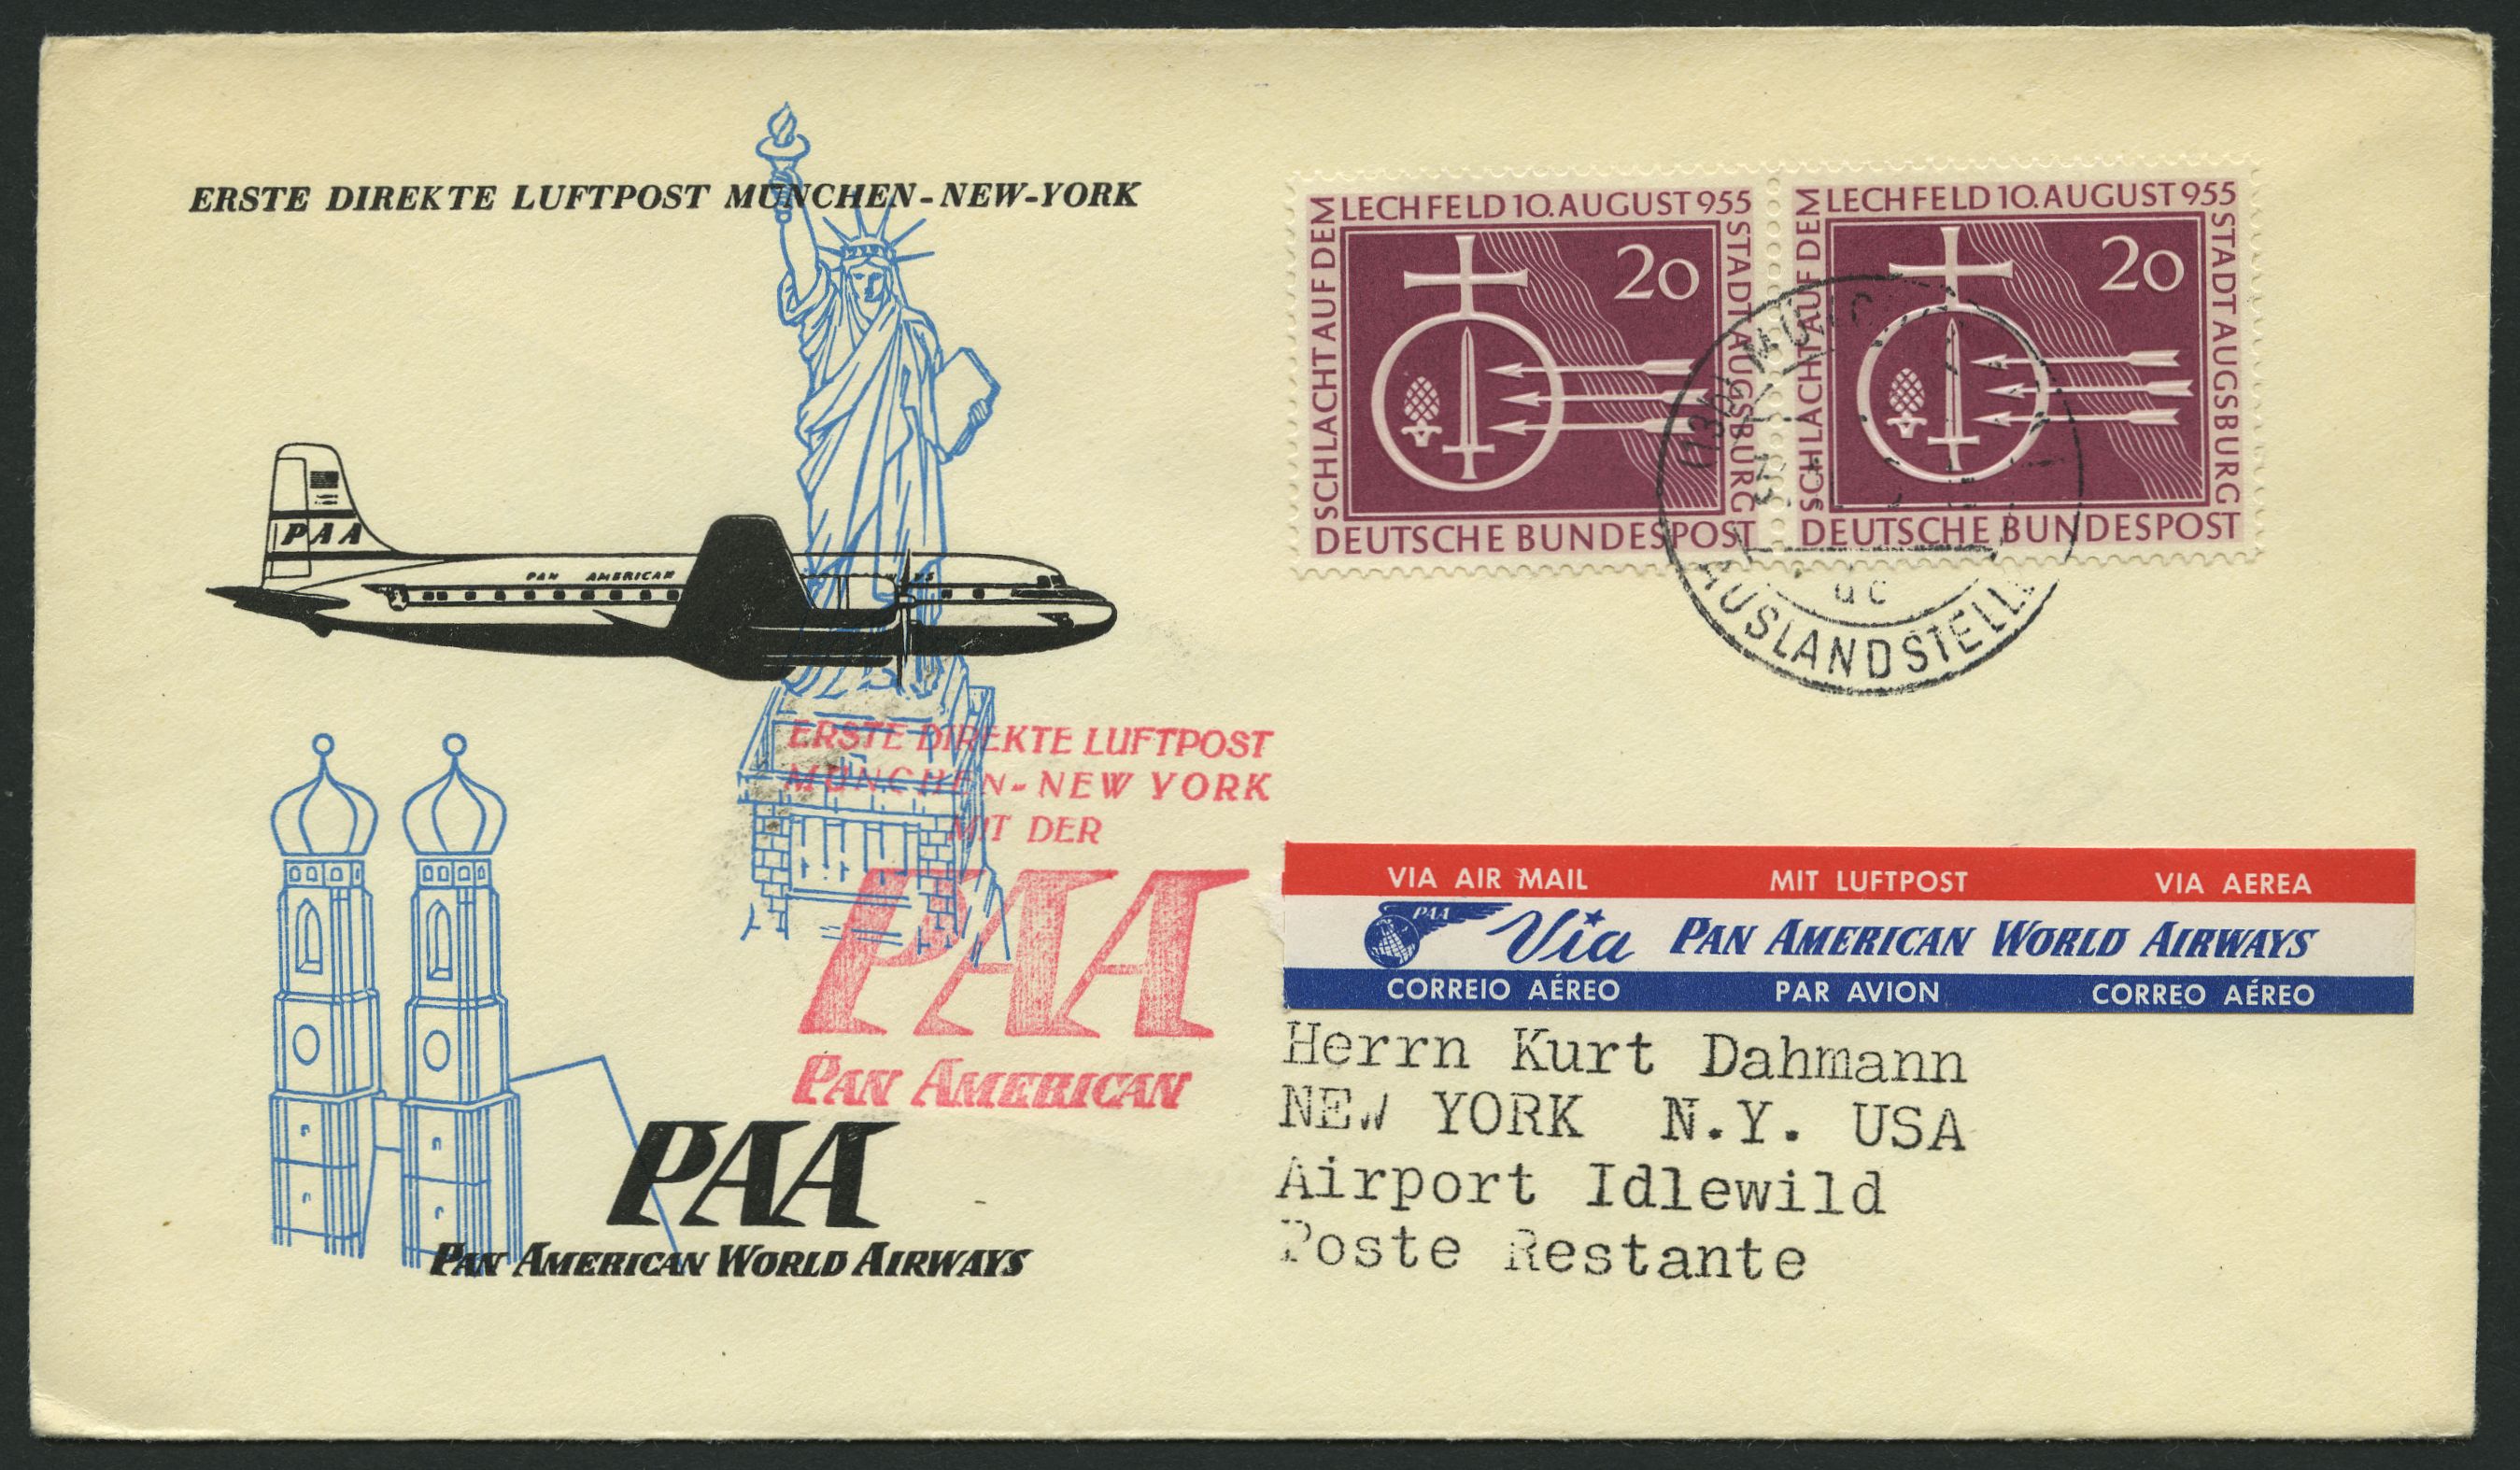 ERSTE DIREKTE LUFTPOST MÜNCHEN-NEW-YORK
SCHLACHT AUF DEM
LECHFELD 10. AUGUST 955
STADT AUGSBURG
20
DEUTSCHE BUNDESPOST
SCHLACHT AUF DEM
LECHFELD 10. AUGUST 955
STADT AUGSBURG
20
DEUTSCHE BUNDESPOST
AUSLANDSTELLE
PAA
PAN AMERICAN
ERSTE DIREKTE LUFTPOST
MÜNCHEN-NEW YORK
MIT DER
PAA
PAN AMERICAN
VIA AIR MAIL MIT LUFTPOST VIA AEREA
PAA Via PAN AMERICAN WORLD AIRWAYS
CORREIO AÉREO PAR AVION CORREO AÉREO
Herrn Kurt Dahmann
NEW YORK N.Y. USA
Airport Idlewild
Poste Restante
PAA
PAN AMERICAN WORLD AIRWAYS